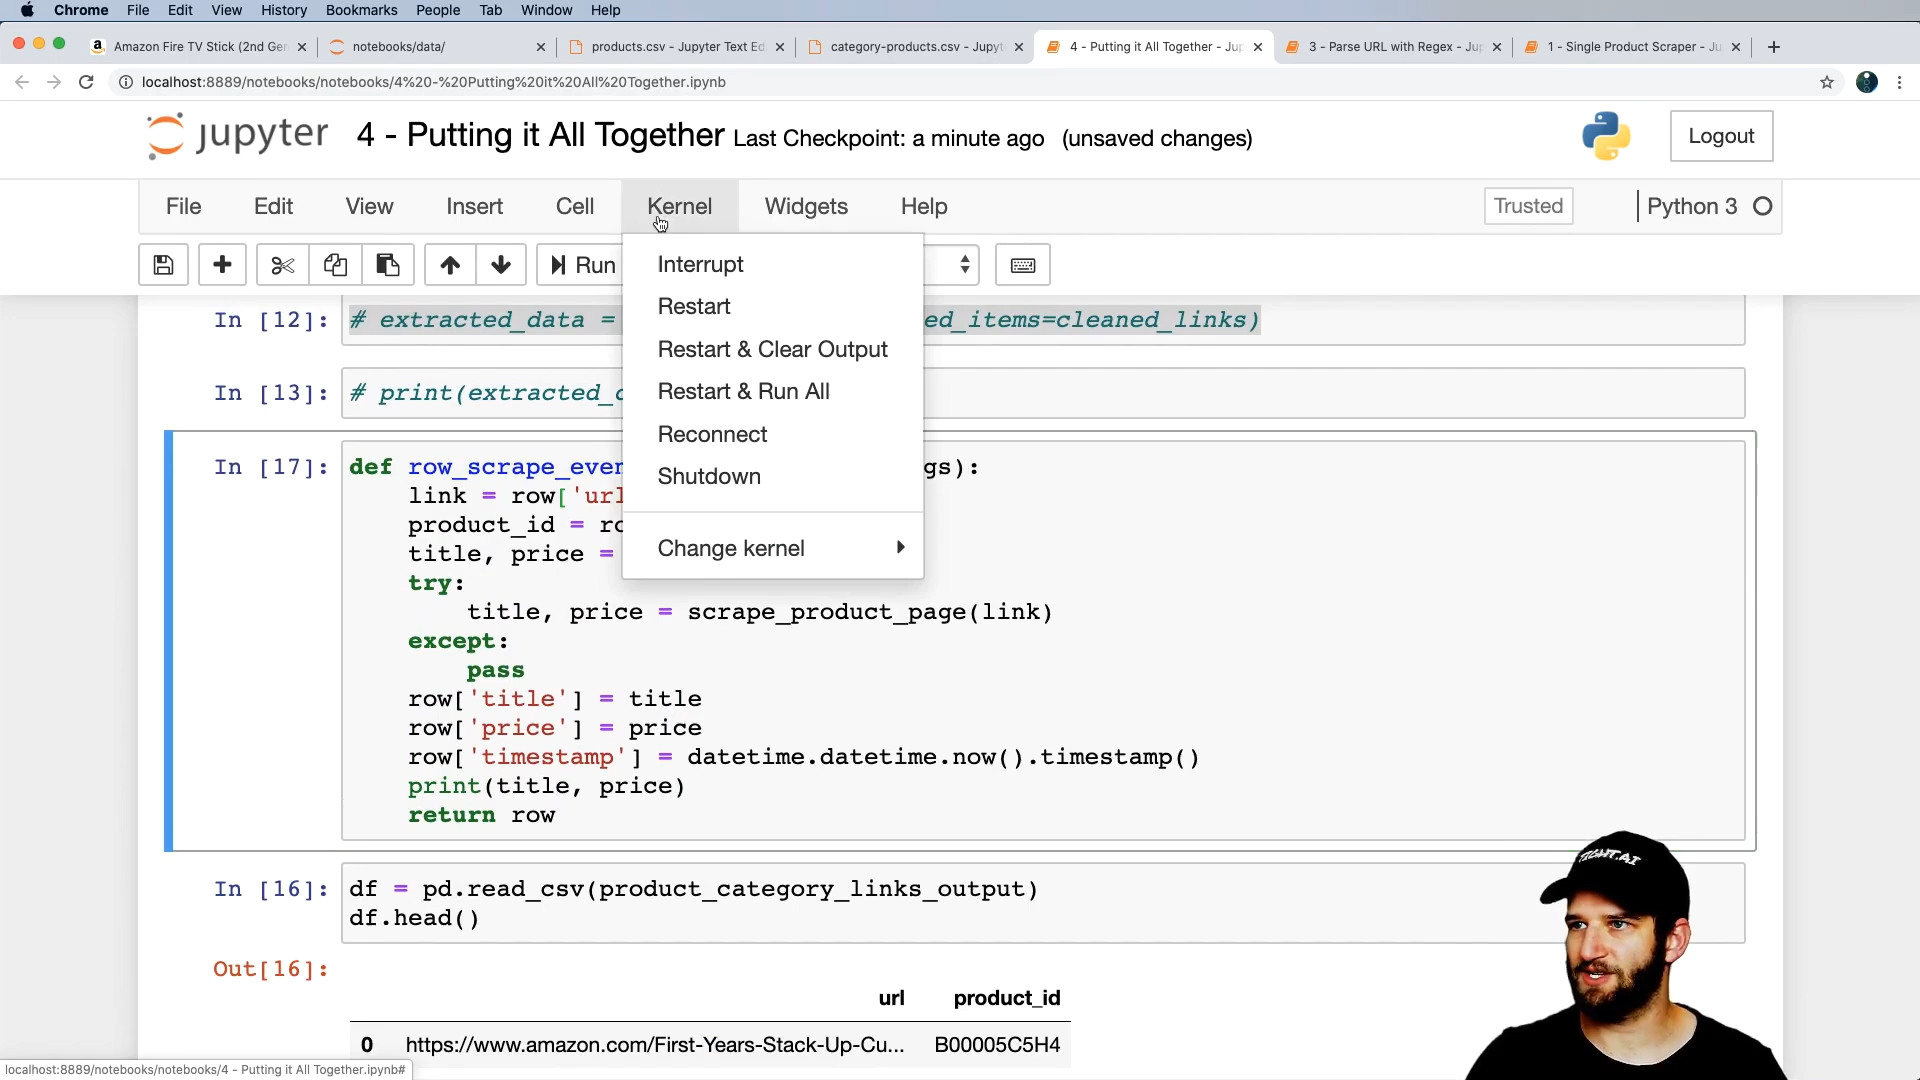 Chrome File Edit View History Bookmarks People Tab Window Help
Amazon Fire TV Stick (2nd Gen
notebooks/data/
products.csv - Jupyter Text Ed
category-products.csv - Jupyt
4 - Putting it All Together - Jup
3 - Parse URL with Regex - Jup
1 - Single Product Scraper - Ju
localhost:8889/notebooks/notebooks/4%20-%20Putting%20it%20All%20Together.ipynb
jupyter 4 - Putting it All Together Last Checkpoint: a minute ago (unsaved changes)
Logout
File Edit View Insert Cell Kernel Widgets Help
Trusted Python 3
Run
Interrupt
Restart
Restart & Clear Output
Restart & Run All
Reconnect
Shutdown
Change kernel
In [12]: # extracted_data = ed_items=cleaned_links)
In [13]: # print(extracted_
In [17]: def row_scrape_even gs):
link = row['url
product_id = ro
title, price =
try:
title, price = scrape_product_page(link)
except:
pass
row['title'] = title
row['price'] = price
row['timestamp'] = datetime.datetime.now().timestamp()
print(title, price)
return row
In [16]: df = pd.read_csv(product_category_links_output)
df.head()
Out[16]:
url product_id
0 https://www.amazon.com/First-Years-Stack-Up-Cu... B00005C5H4
localhost:8889/notebooks/notebooks/4 - Putting it All Together.ipynb#